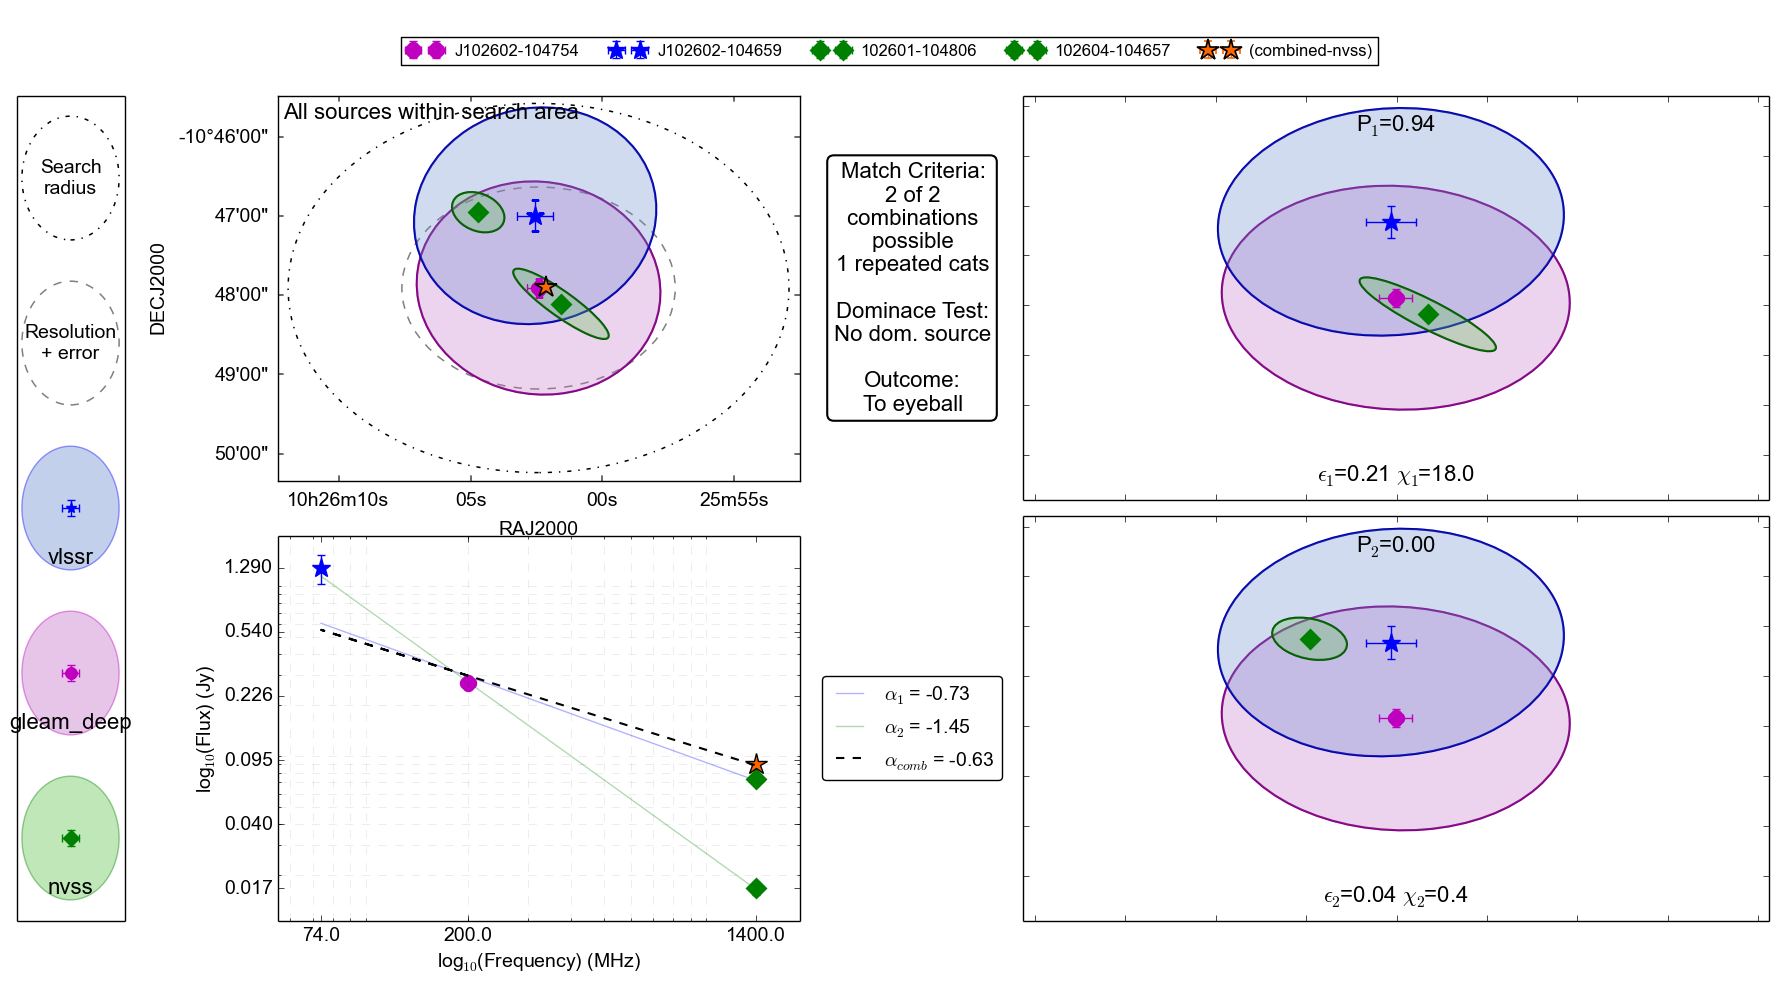 J102602-104754
J102602-104659
102601-104806
102604-104657
(combined-nvss)
Search
radius
Resolution
+ error
vlssr
gleam_deep
nvss
All sources within search area
DECJ2000
-10°46'00"
47'00"
48'00"
49'00"
50'00"
10h26m10s
05s
00s
25m55s
RAJ2000
Match Criteria:
2 of 2
combinations
possible
1 repeated cats
Dominace Test:
No dom. source
Outcome:
To eyeball
P1=0.94
ϵ1=0.21 χ1=18.0
P2=0.00
ϵ2=0.04 χ2=0.4
log10(Flux) (Jy)
1.290
0.540
0.226
0.095
0.040
0.017
74.0
200.0
1400.0
log10(Frequency) (MHz)
α1 = -0.73
α2 = -1.45
αcomb = -0.63